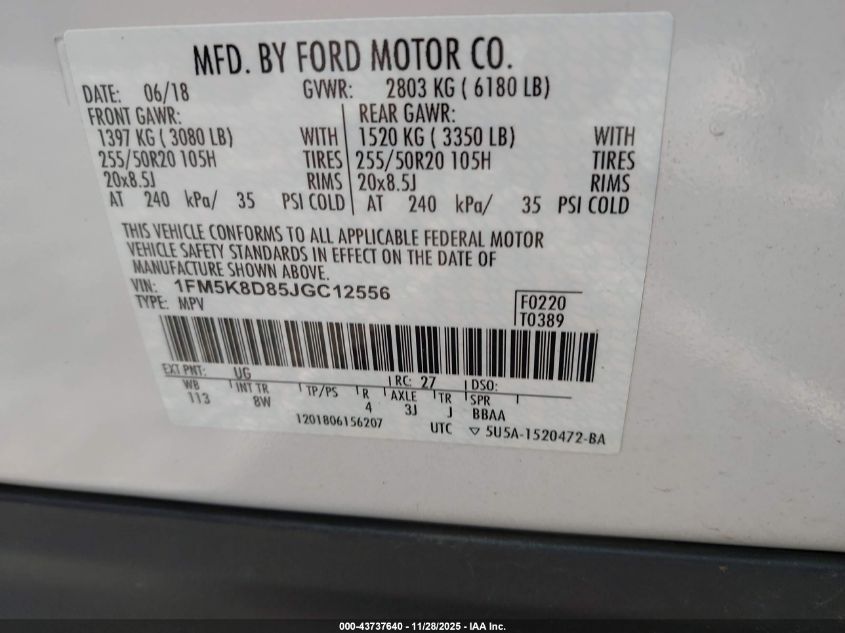 MFD. BY FORD MOTOR CO.
DATE: 06/18 GVWR: 2803 KG ( 6180 LB)
FRONT GAWR: REAR GAWR:
1397 KG ( 3080 LB) WITH 1520 KG ( 3350 LB) WITH
255/50R20 105H TIRES 255/50R20 105H TIRES
20x8.5J RIMS 20x8.5J RIMS
AT 240 kPa/ 35 PSI COLD AT 240 kPa/ 35 PSI COLD
THIS VEHICLE CONFORMS TO ALL APPLICABLE FEDERAL MOTOR
VEHICLE SAFETY STANDARDS IN EFFECT ON THE DATE OF
MANUFACTURE SHOWN ABOVE.
VIN: 1FM5K8D85JGC12556
TYPE: MPV
F0220
T0389
EXT PNT: UG RC: 27 DSO:
WB INT TR TP/PS R AXLE TR SPR
113 8W 4 3J J BBAA
1201806156207 UTC ▽ 5U5A-1520472-BA
000-43737640 - 11/28/2025 - IAA Inc.